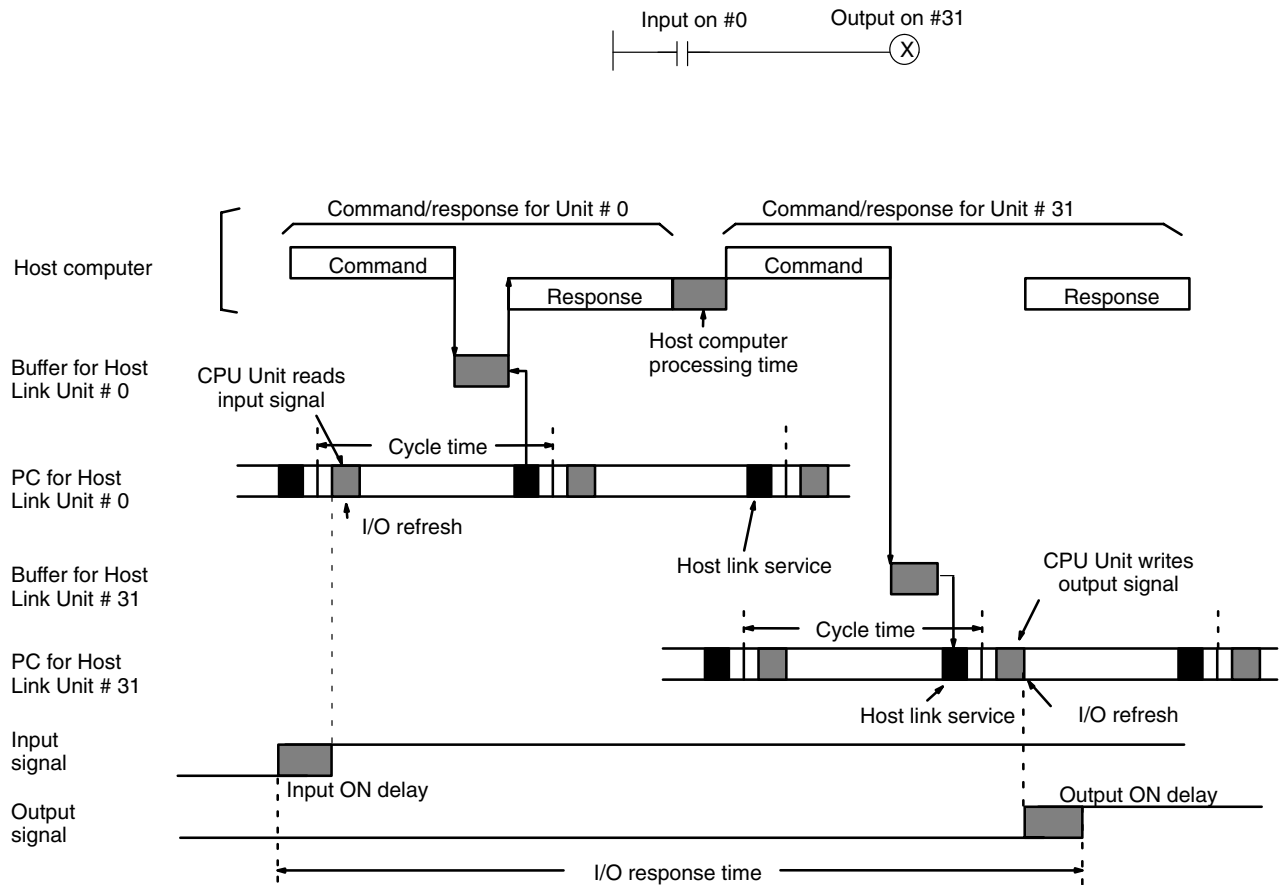 Input on #0
Output on #31
X
Command/response for Unit # 0
Command/response for Unit # 31
Host computer
Command
Command
Response
Response
Host computer
processing time
Buffer for Host
Link Unit # 0
CPU Unit reads
input signal
Cycle time
PC for Host
Link Unit # 0
I/O refresh
Host link service
CPU Unit writes
output signal
Buffer for Host
Link Unit # 31
Cycle time
PC for Host
Link Unit # 31
Host link service
I/O refresh
Input
signal
Input ON delay
Output
signal
Output ON delay
I/O response time